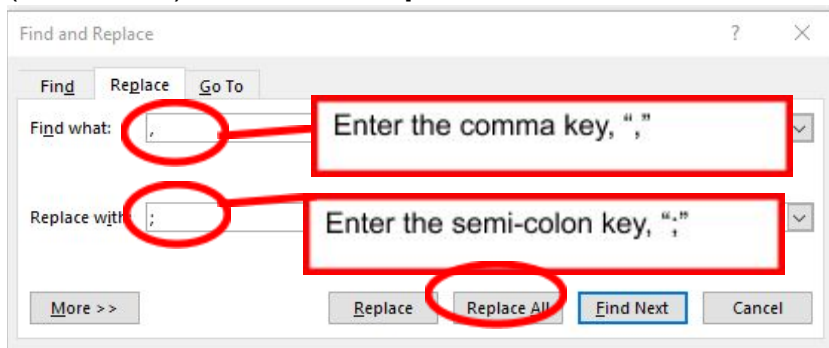 Find and Replace ? ×
Find Replace Go To
Find what: , Enter the comma key, “,”
Replace with: ; Enter the semi-colon key, “;”
More >> Replace Replace All Find Next Cancel